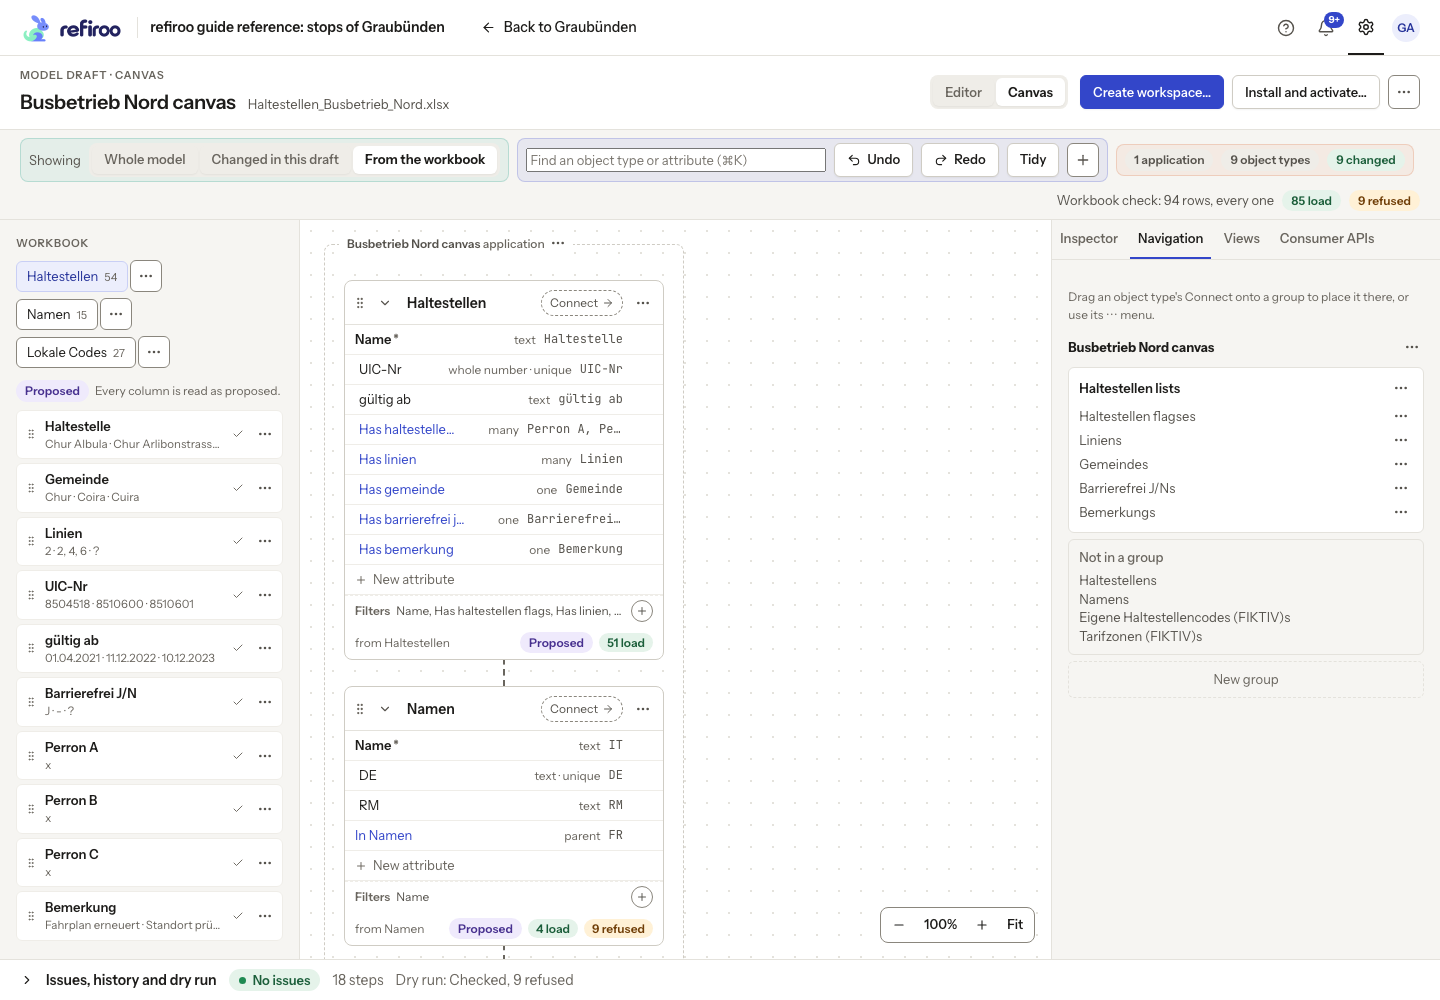 refiroo
refiroo guide reference: stops of Graubünden
← Back to Graubünden
9+
GA
MODEL DRAFT · CANVAS
Busbetrieb Nord canvas
Haltestellen_Busbetrieb_Nord.xlsx
Editor
Canvas
Create workspace...
Install and activate...
Showing
Whole model
Changed in this draft
From the workbook
Find an object type or attribute (⌘K)
Undo
Redo
Tidy
1 application
9 object types
9 changed
Workbook check: 94 rows, every one
85 load
9 refused
WORKBOOK
Haltestellen 54
Namen 15
Lokale Codes 27
Proposed
Every column is read as proposed.
Haltestelle
Chur Albula · Chur Arlibonstrass...
Gemeinde
Chur · Coira · Cuira
Linien
2 · 2, 4, 6 · ?
UIC-Nr
8504518 · 8510600 · 8510601
gültig ab
01.04.2021 · 11.12.2022 · 10.12.2023
Barrierefrei J/N
J · - · ?
Perron A
x
Perron B
x
Perron C
x
Bemerkung
Fahrplan erneuert · Standort prü...
Busbetrieb Nord canvas application
Haltestellen
Connect →
Name * text Haltestelle
UIC-Nr whole number · unique UIC-Nr
gültig ab text gültig ab
Has haltestelle... many Perron A, Pe...
Has linien many Linien
Has gemeinde one Gemeinde
Has barrierefrei j... one Barrierefrei...
Has bemerkung one Bemerkung
+ New attribute
Filters Name, Has haltestellen flags, Has linien, ...
from Haltestellen
Proposed
51 load
Namen
Connect →
Name * text IT
DE text · unique DE
RM text RM
In Namen parent FR
+ New attribute
Filters Name
from Namen
Proposed
4 load
9 refused
− 100% + Fit
Inspector
Navigation
Views
Consumer APIs
Drag an object type's Connect onto a group to place it there, or
use its ··· menu.
Busbetrieb Nord canvas
Haltestellen lists
Haltestellen flagses
Liniens
Gemeindes
Barrierefrei J/Ns
Bemerkungs
Not in a group
Haltestellens
Namens
Eigene Haltestellencodes (FIKTIV)s
Tarifzonen (FIKTIV)s
New group
Issues, history and dry run
No issues
18 steps
Dry run: Checked, 9 refused